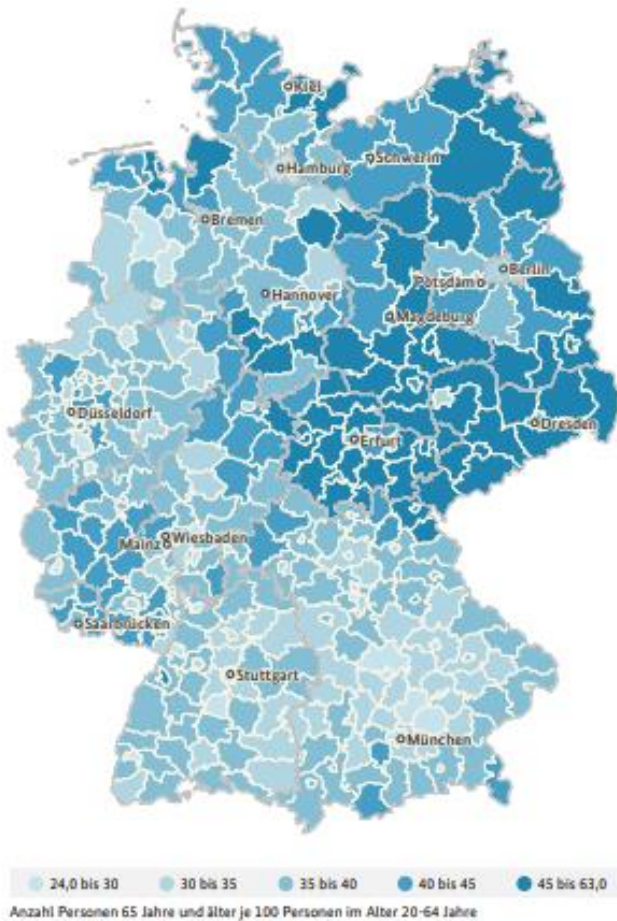 Kiel
Schwerin
Hamburg
Bremen
Berlin
Potsdam
Hannover
Magdeburg
Düsseldorf
Dresden
Erfurt
Wiesbaden
Mainz
Saarbrücken
Stuttgart
München
24,0 bis 30 30 bis 35 35 bis 40 40 bis 45 45 bis 63,0
Anzahl Personen 65 Jahre und älter je 100 Personen im Alter 20-64 Jahre